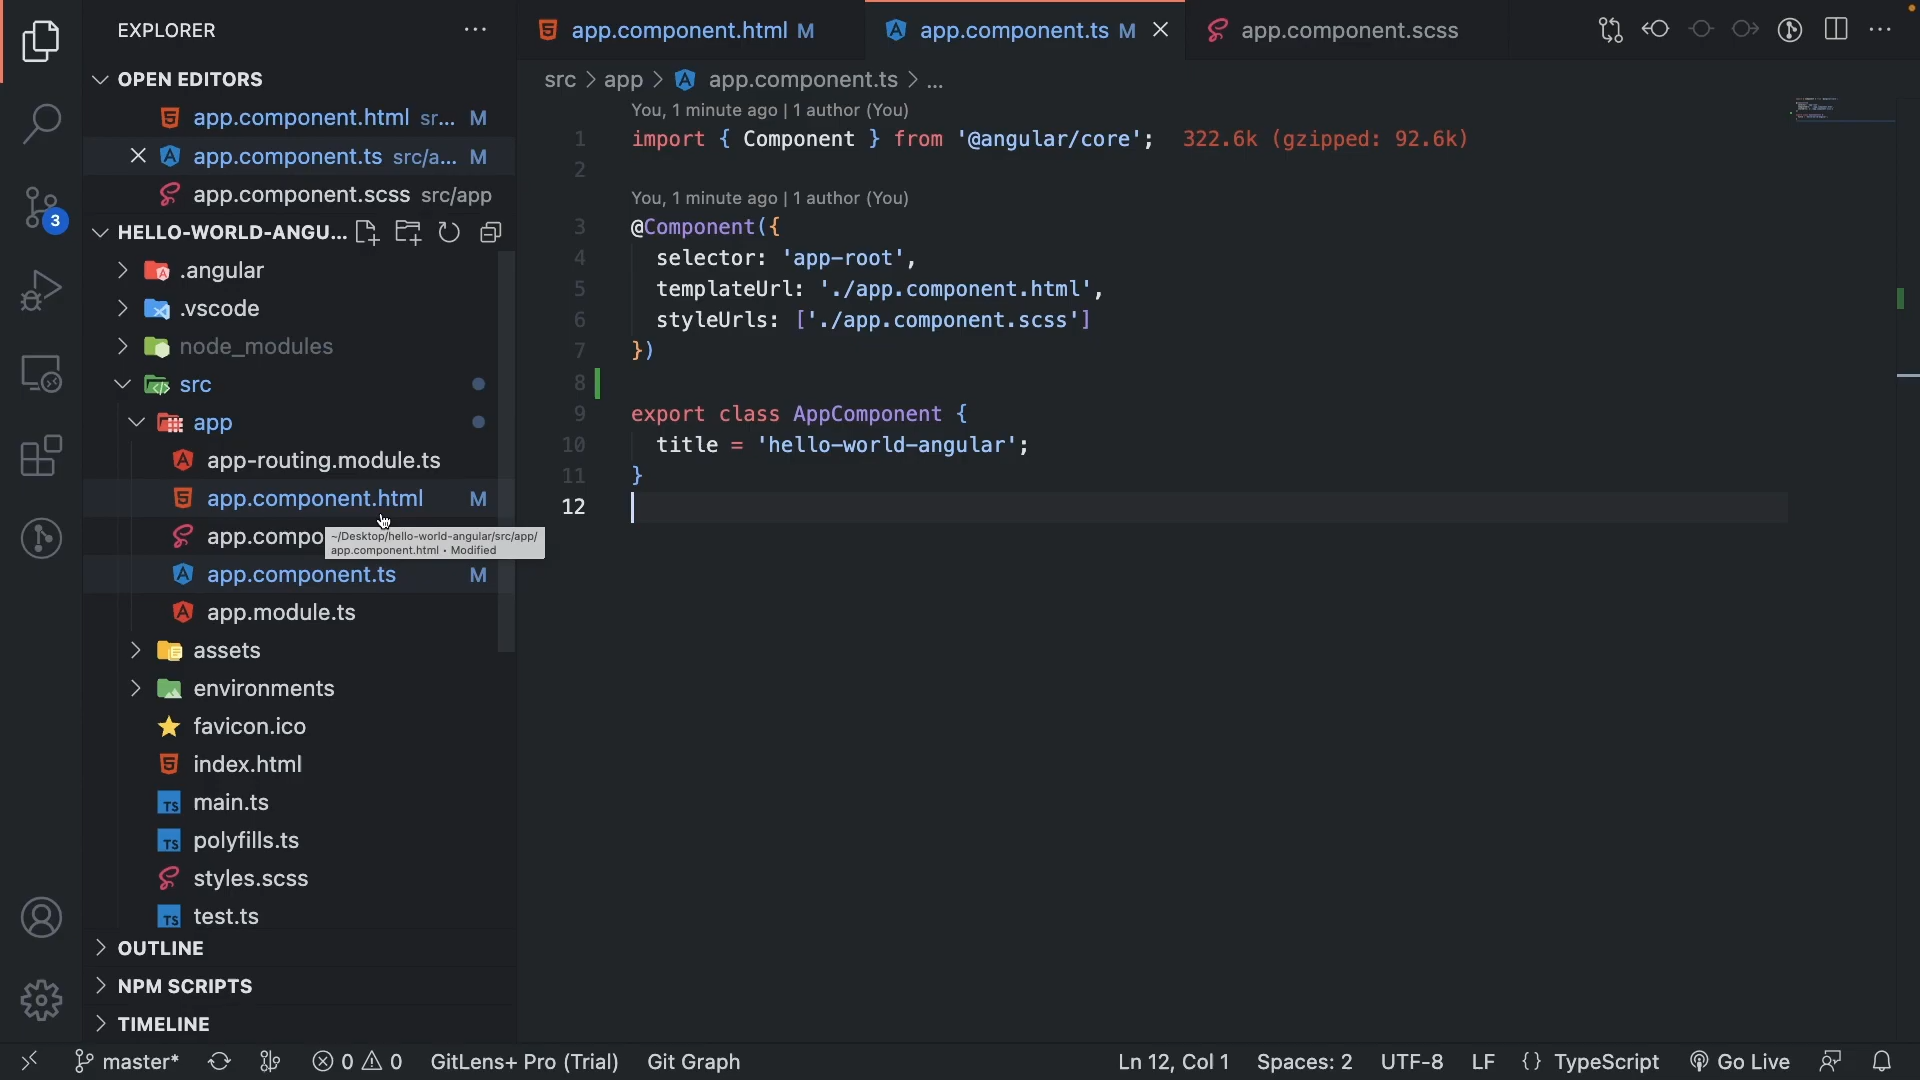 EXPLORER
OPEN EDITORS
app.component.html sr... M
app.component.ts src/a... M
app.component.scss src/app
3
HELLO-WORLD-ANGU...
.angular
.vscode
node_modules
src
app
app-routing.module.ts
app.component.html M
app.compo
~/Desktop/hello-world-angular/src/app/
app.component.html • Modified
app.component.ts M
app.module.ts
assets
environments
favicon.ico
index.html
main.ts
polyfills.ts
styles.scss
test.ts
OUTLINE
NPM SCRIPTS
TIMELINE
app.component.html M
app.component.ts M
app.component.scss
src > app > app.component.ts > ...
You, 1 minute ago | 1 author (You)
1 import { Component } from '@angular/core'; 322.6k (gzipped: 92.6k)
2
You, 1 minute ago | 1 author (You)
3 @Component({
4 selector: 'app-root',
5 templateUrl: './app.component.html',
6 styleUrls: ['./app.component.scss']
7 })
8
9 export class AppComponent {
10 title = 'hello-world-angular';
11 }
12
master* 0 0 GitLens+ Pro (Trial) Git Graph Ln 12, Col 1 Spaces: 2 UTF-8 LF {} TypeScript Go Live